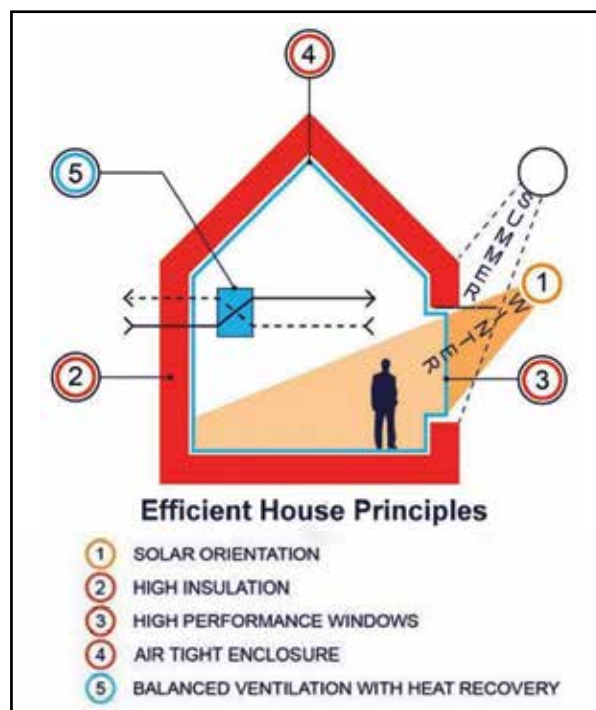 4
5
SUMMER
1
WINTER
2
3
Efficient House Principles
1 SOLAR ORIENTATION
2 HIGH INSULATION
3 HIGH PERFORMANCE WINDOWS
4 AIR TIGHT ENCLOSURE
5 BALANCED VENTILATION WITH HEAT RECOVERY